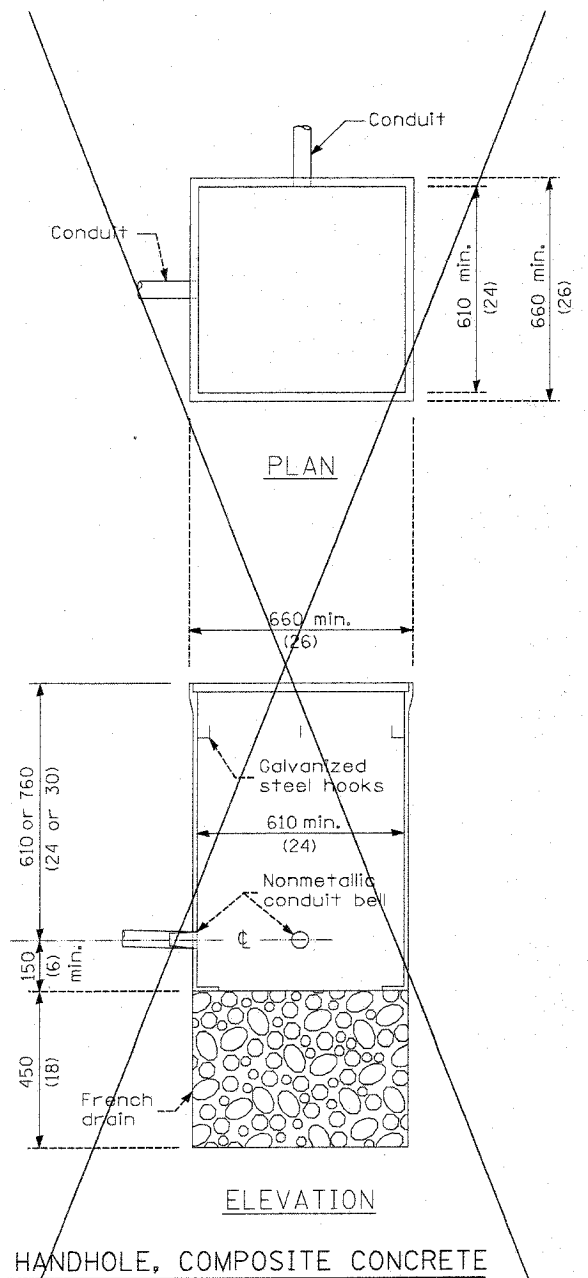 Conduit
Conduit
610 min.
(24)
660 min.
(26)
PLAN
660 min.
(26)
610 or 760
(24 or 30)
Galvanized
steel hooks
610 min.
(24)
Nonmetallic
conduit bell
℄
150
(6)
min.
450
(18)
French
drain
ELEVATION
HANDHOLE, COMPOSITE CONCRETE